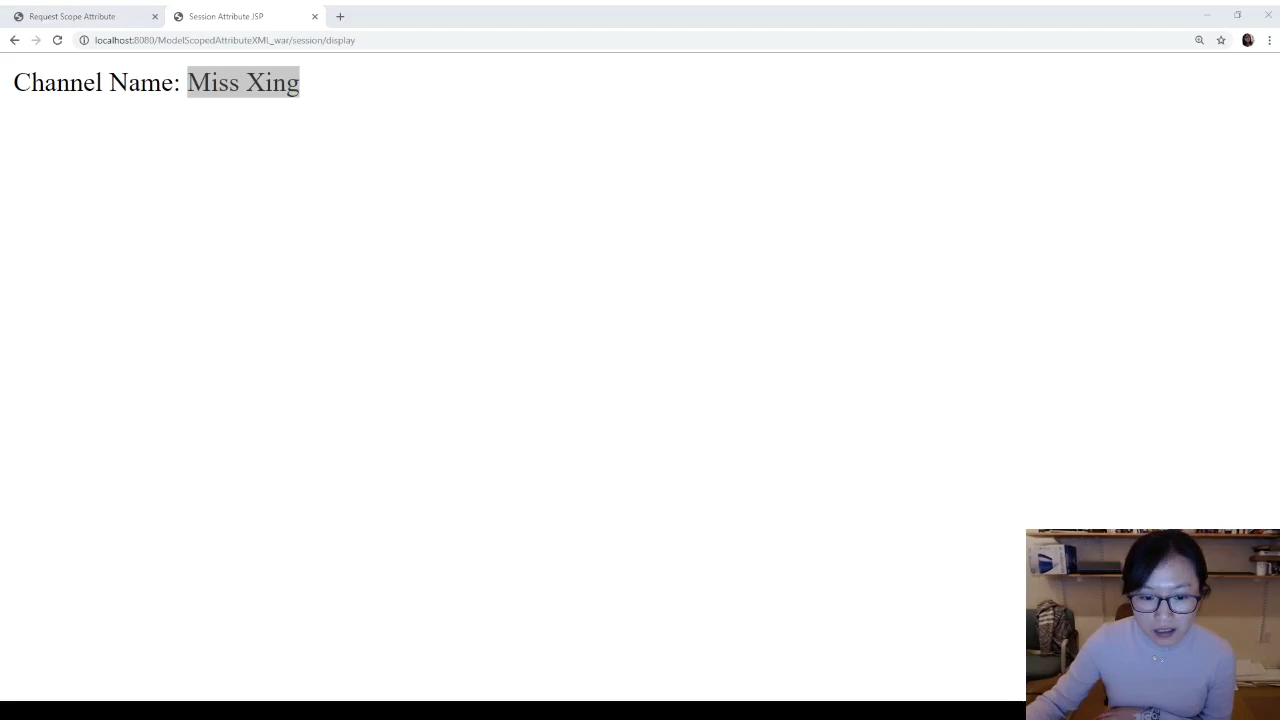 Request Scope Attribute
Session Attribute JSP
localhost:8080/ModelScopedAttributeXML_war/session/display
Channel Name: Miss Xing